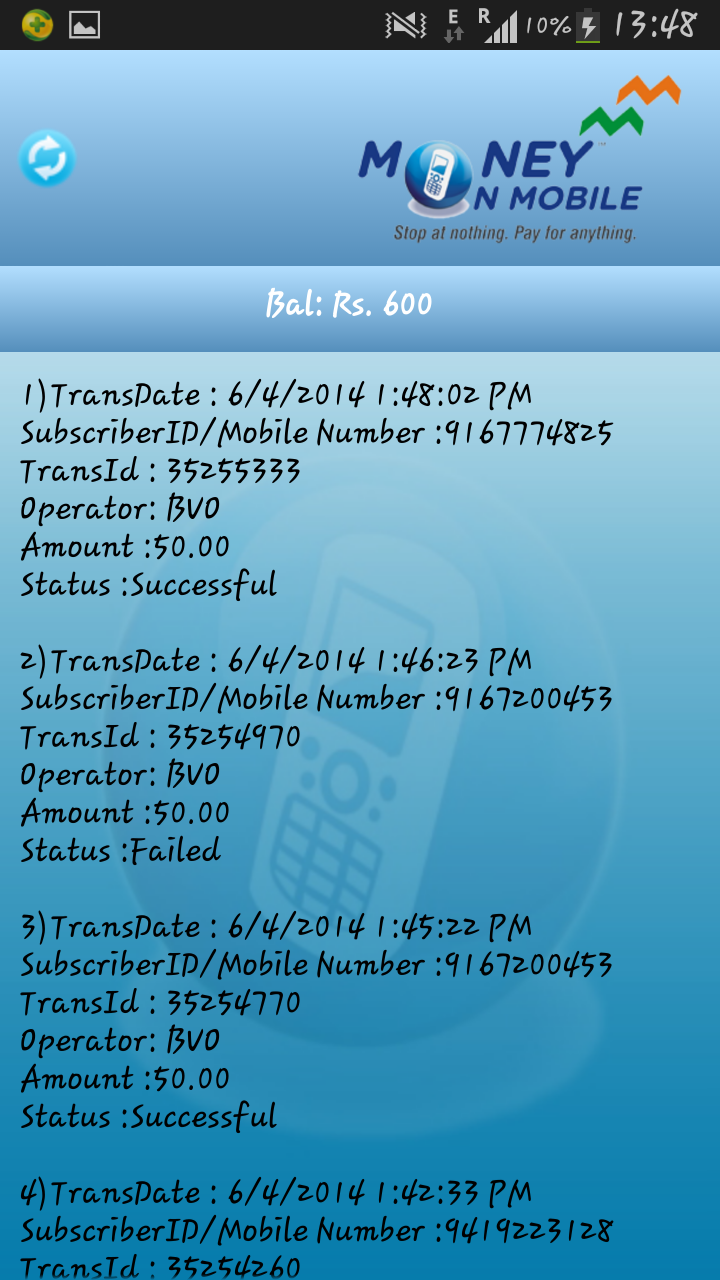 E R 10% 13:48
MONEY
ON MOBILE
Stop at nothing. Pay for anything.
Bal: Rs. 600
1)TransDate : 6/4/2014 1:48:02 PM
SubscriberID/Mobile Number :9167774825
TransId : 35255333
Operator: BVO
Amount :50.00
Status :Successful
2)TransDate : 6/4/2014 1:46:23 PM
SubscriberID/Mobile Number :9167200453
TransId : 35254970
Operator: BVO
Amount :50.00
Status :Failed
3)TransDate : 6/4/2014 1:45:22 PM
SubscriberID/Mobile Number :9167200453
TransId : 35254770
Operator: BVO
Amount :50.00
Status :Successful
4)TransDate : 6/4/2014 1:42:33 PM
SubscriberID/Mobile Number :9419223128
TransId : 35254260